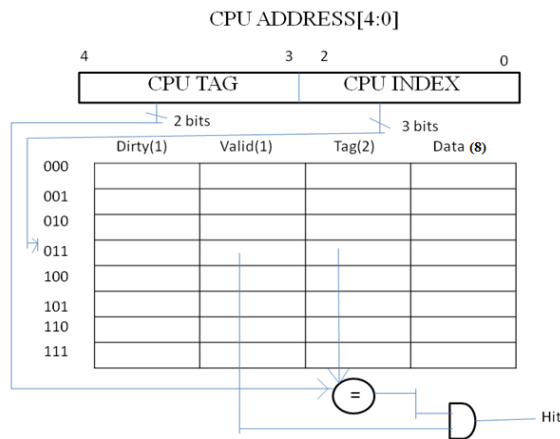 CPU ADDRESS[4:0]
4 3 2 0
CPU TAG CPU INDEX
2 bits 3 bits
Dirty(1) Valid(1) Tag(2) Data (8)
000
001
010
011
100
101
110
111
=
Hit